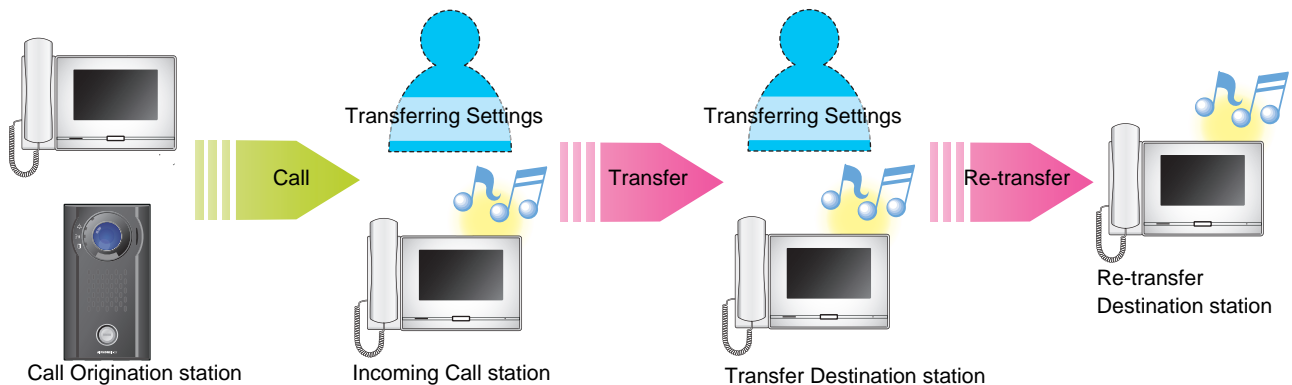 Transferring Settings
Transferring Settings
Call
Transfer
Re-transfer
Call Origination station
Incoming Call station
Transfer Destination station
Re-transfer
Destination station